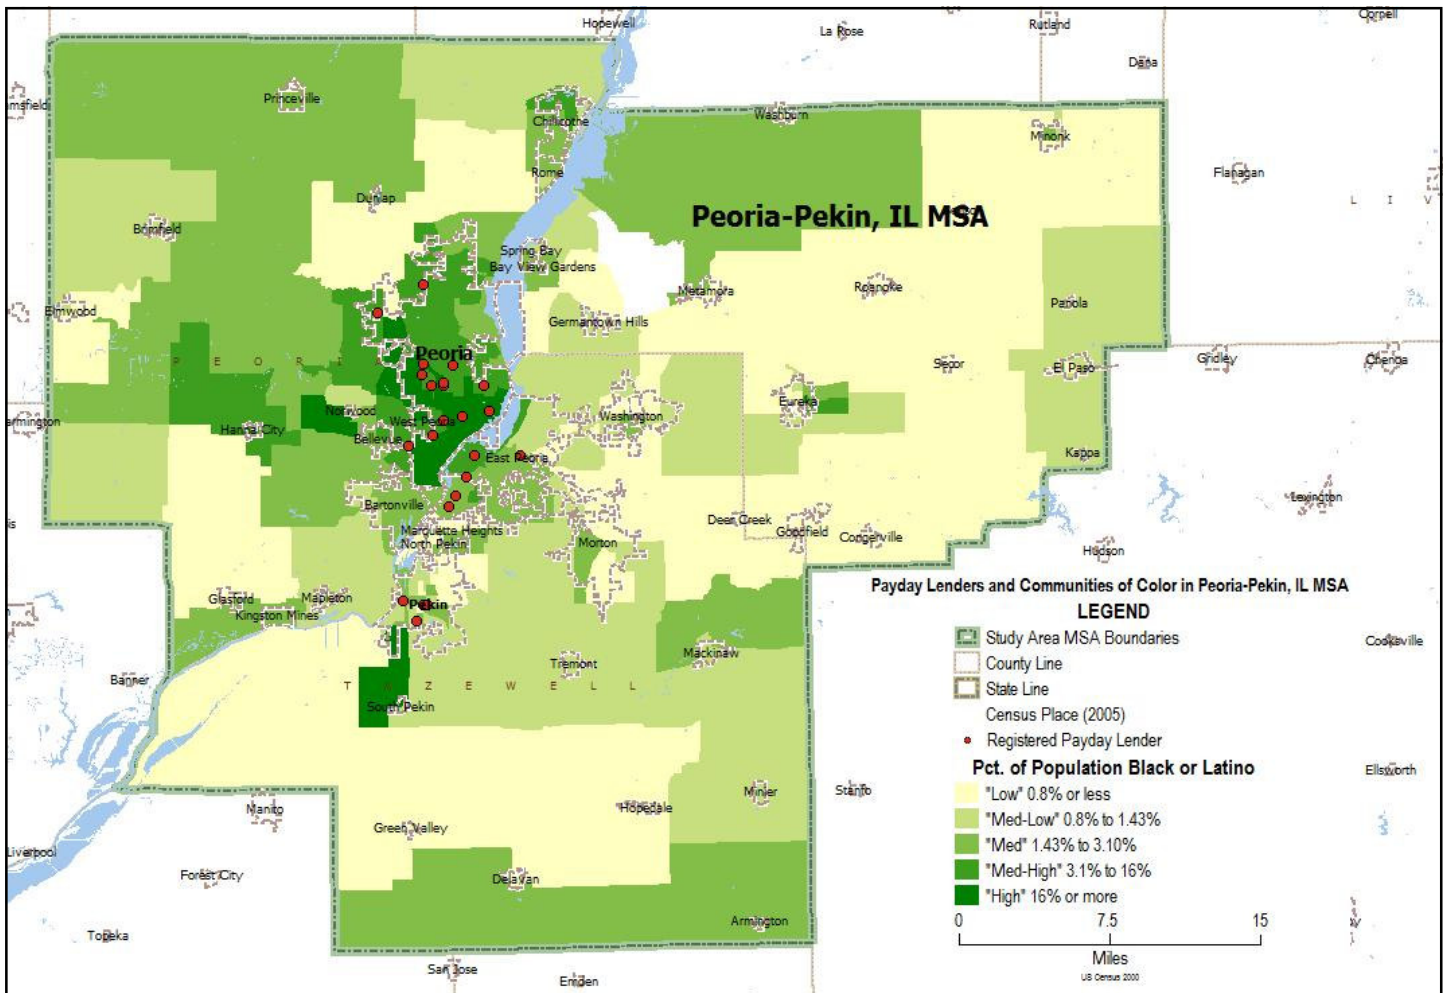 Hopewell
La Rose
Rutland
Cornell
Dana
Princeville
Chillicothe
Washburn
Minonk
Rome
Flanagan
Dunlap
L I V
Peoria-Pekin, IL MSA
Brimfield
Spring Bay
Bay View Gardens
Metamora
Roanoke
Panola
Elmwood
Germantown Hills
Peoria
P E O R I A
Secor
Gridley
Chenoa
El Paso
Eureka
Norwood
Washington
West Peoria
Hanna City
Bellevue
East Peoria
Kappa
Lexington
Bartonville
Deer Creek
Marquette Heights
Goodfield
North Pekin
Morton
Congerville
Hudson
Payday Lenders and Communities of Color in Peoria-Pekin, IL MSA
LEGEND
Study Area MSA Boundaries
County Line
State Line
Census Place (2005)
Registered Payday Lender
Pct. of Population Black or Latino
"Low" 0.8% or less
"Med-Low" 0.8% to 1.43%
"Med" 1.43% to 3.10%
"Med-High" 3.1% to 16%
"High" 16% or more
0 7.5 15
Miles
US Census 2000
Glasford
Mapleton
Pekin
Kingston Mines
Cooksville
Mackinaw
Tremont
Banner
T A Z E W E L L
South Pekin
Ellsworth
Minier
Manito
Hopedale
Green Valley
Liverpool
Forest City
Delavan
Armington
Topeka
San Jose
Emden